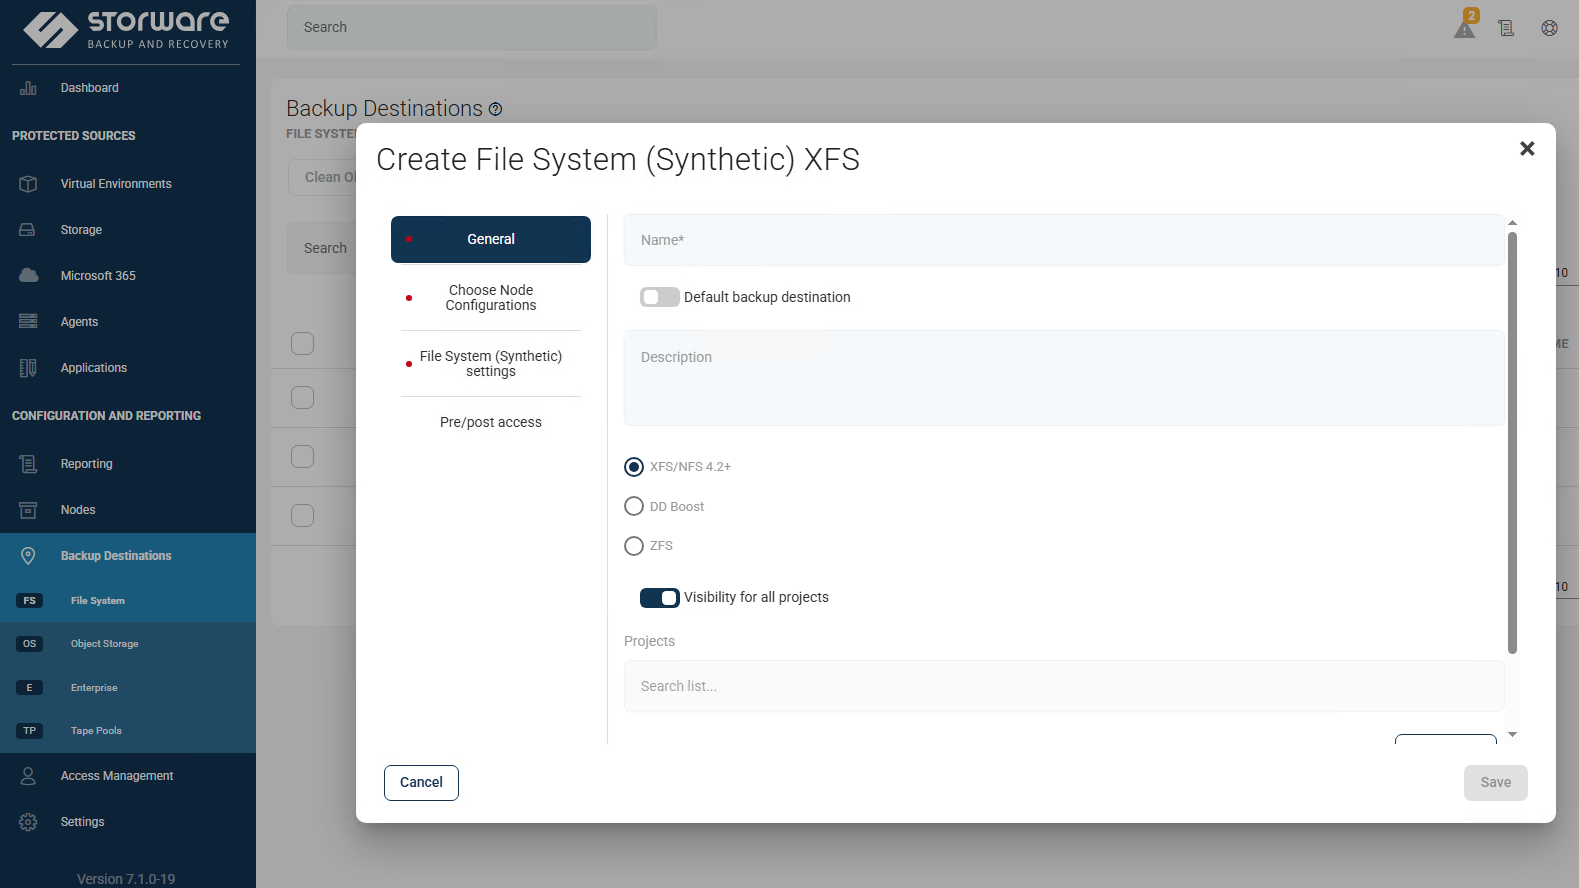 STORWARE
BACKUP AND RECOVERY
Dashboard
PROTECTED SOURCES
Virtual Environments
Storage
Microsoft 365
Agents
Applications
CONFIGURATION AND REPORTING
Reporting
Nodes
Backup Destinations
FS File System
OS Object Storage
E Enterprise
TP Tape Pools
Access Management
Settings
Version 7.1.0-19
Search
2
Backup Destinations
FILE SYSTE
Clean Ol
Search
10
ME
10
Create File System (Synthetic) XFS
General
Choose Node
Configurations
File System (Synthetic)
settings
Pre/post access
Name*
Default backup destination
Description
XFS/NFS 4.2+
DD Boost
ZFS
Visibility for all projects
Projects
Search list...
Cancel
Save